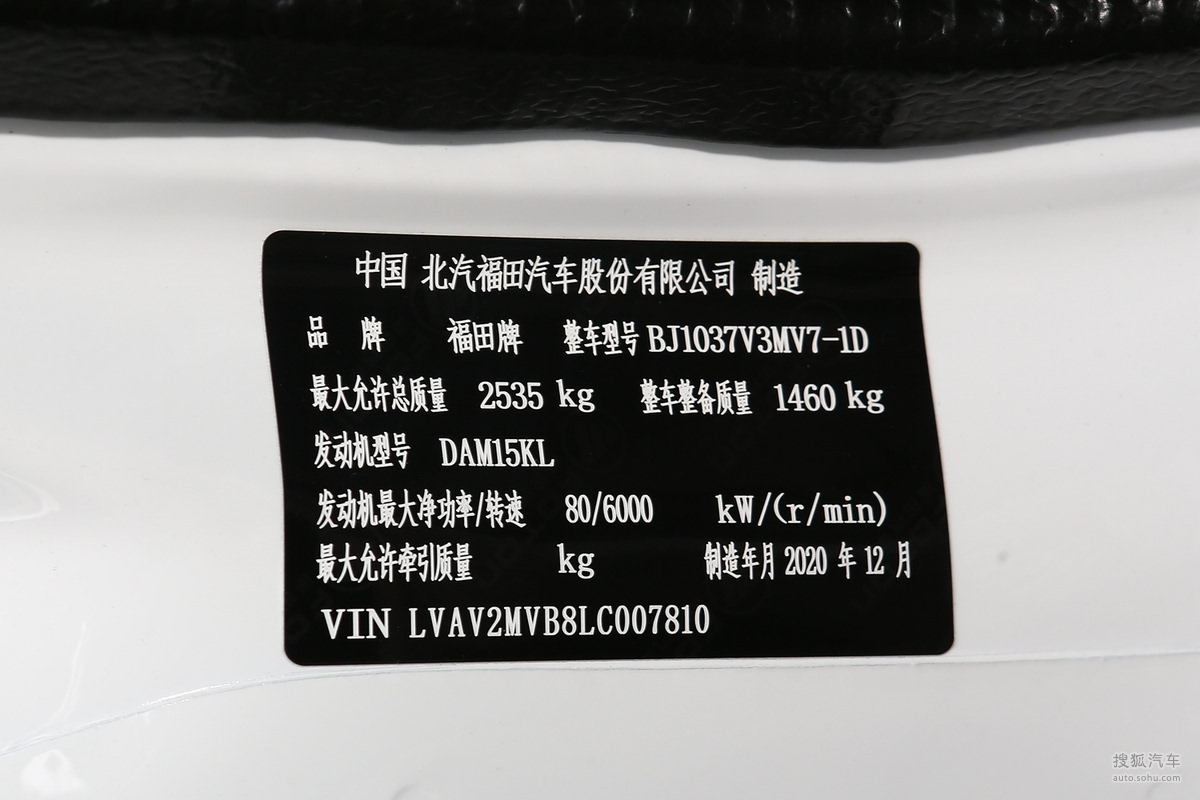 中国 北汽福田汽车股份有限公司 制造
品 牌 福田牌 整车型号 BJ1037V3MV7-1D
最大允许总质量 2535 kg 整车整备质量 1460 kg
发动机型号 DAM15KL
发动机最大净功率/转速 80/6000 kW/(r/min)
最大允许牵引质量 kg 制造年月 2020 年 12 月
VIN LVAV2MVB8LC007810
搜狐汽车
auto.sohu.com